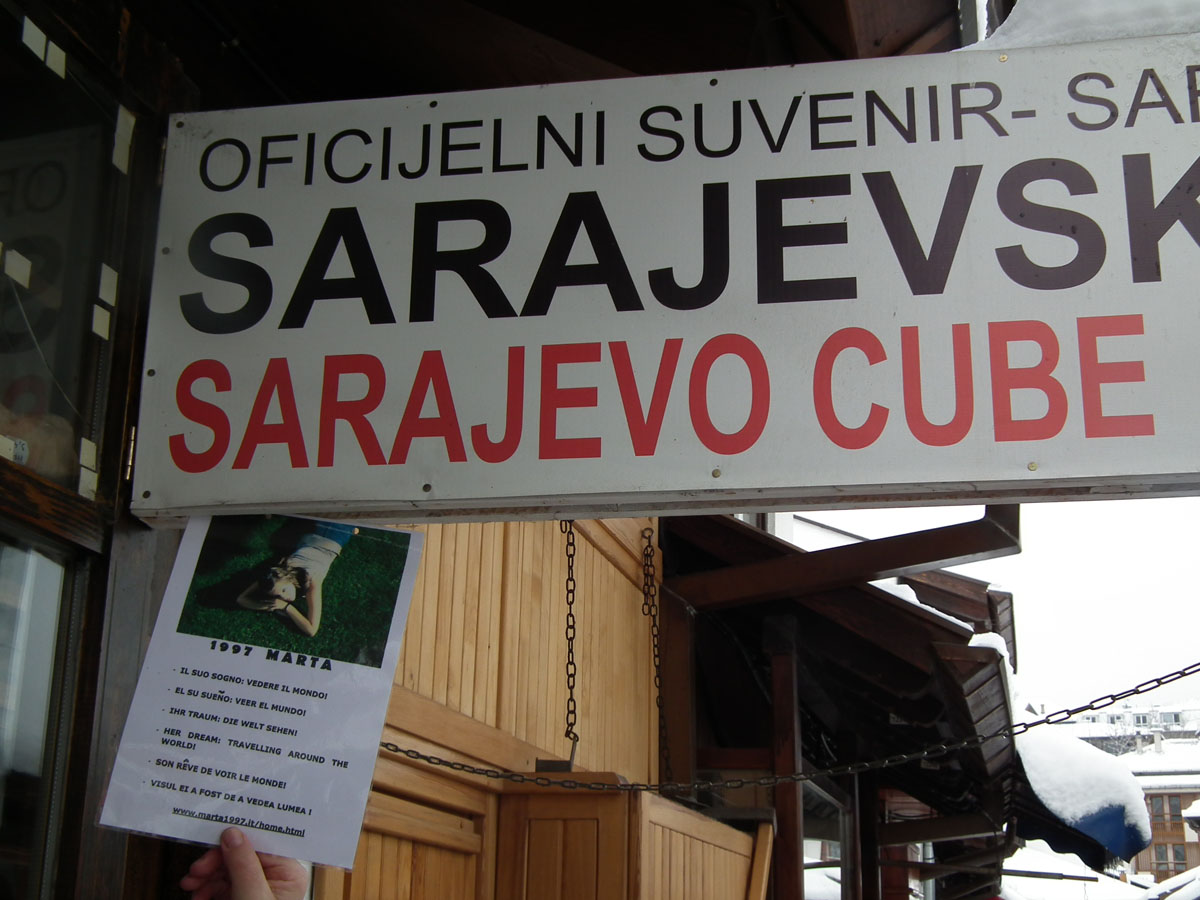 OFICIJELNI SUVENIR- SAR
SARAJEVSK
SARAJEVO CUBE
1997 MARTA
- IL SUO SOGNO: VEDERE IL MONDO!
- EL SU SUEÑO: VEER EL MUNDO!
- IHR TRAUM: DIE WELT SEHEN!
- HER DREAM: TRAVELLING AROUND THE
WORLD!
- SON RÊVE DE VOIR LE MONDE!
- VISUL EI A FOST DE A VEDEA LUMEA !
www.marta1997.it/home.html